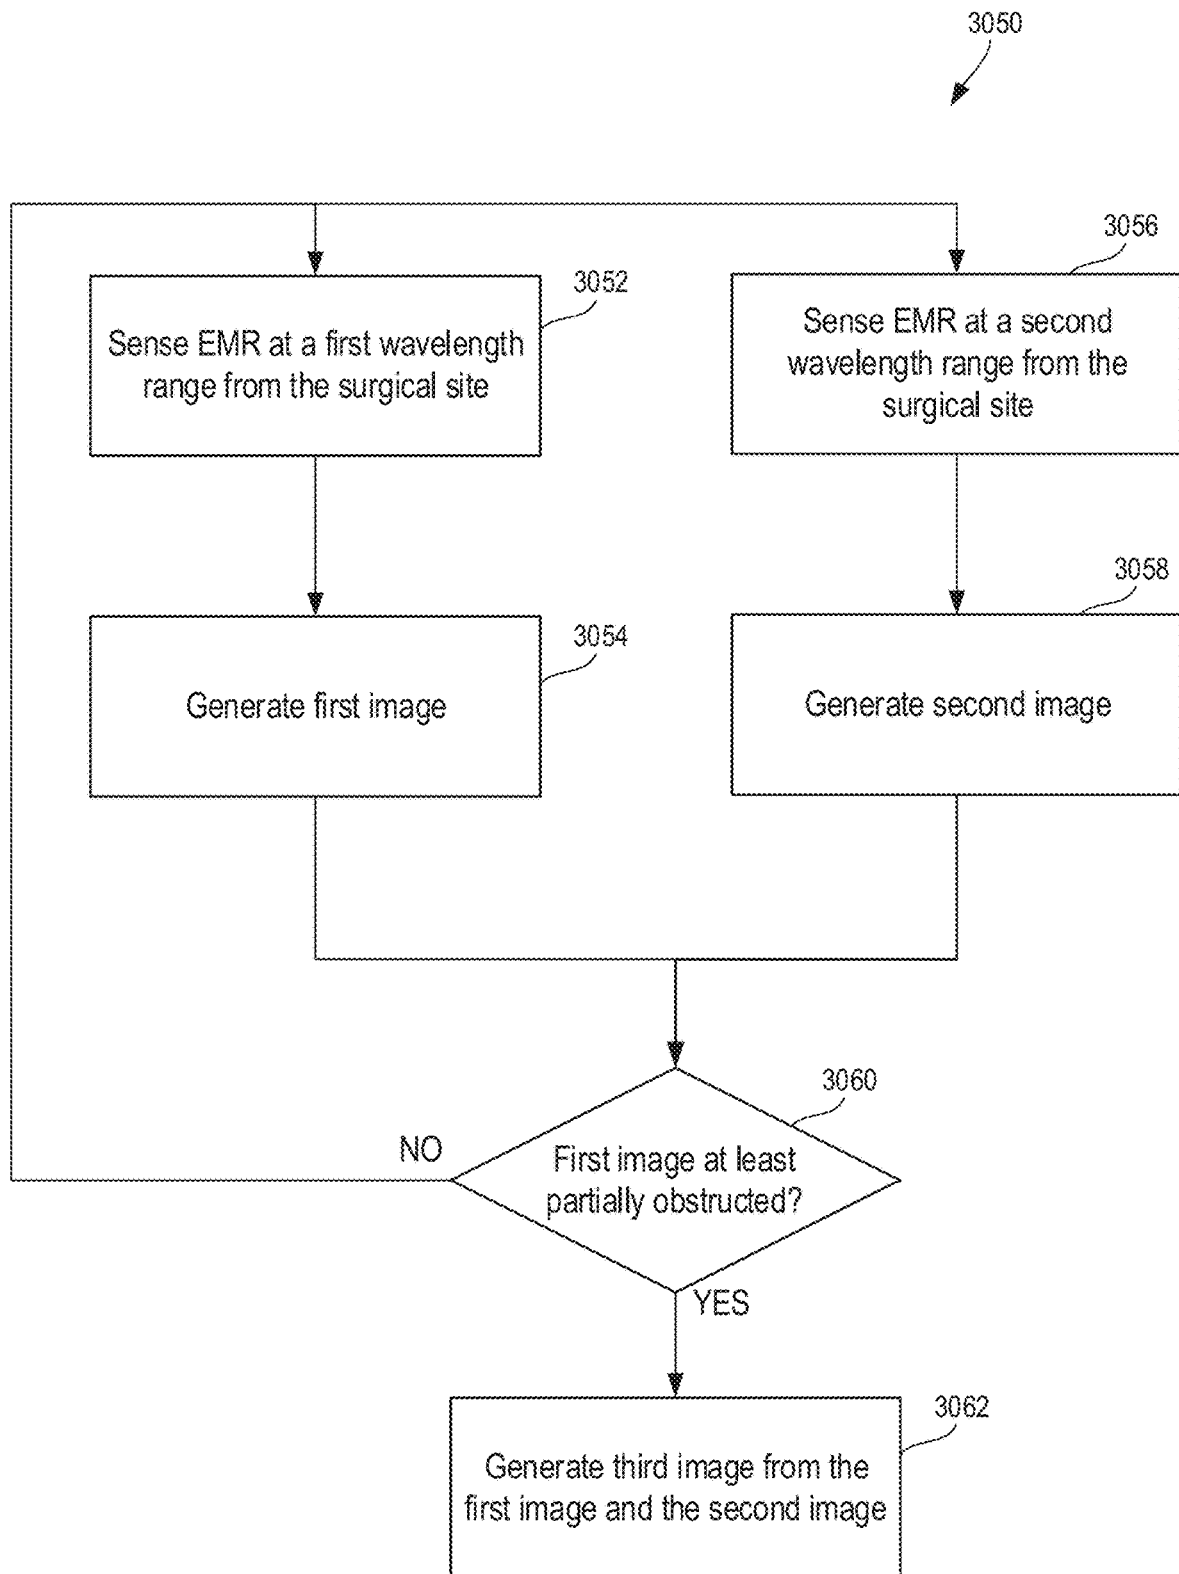 3050
3052
Sense EMR at a first wavelength
range from the surgical site
3056
Sense EMR at a second
wavelength range from the
surgical site
3054
Generate first image
3058
Generate second image
3060
First image at least
partially obstructed?
NO
YES
3062
Generate third image from the
first image and the second image